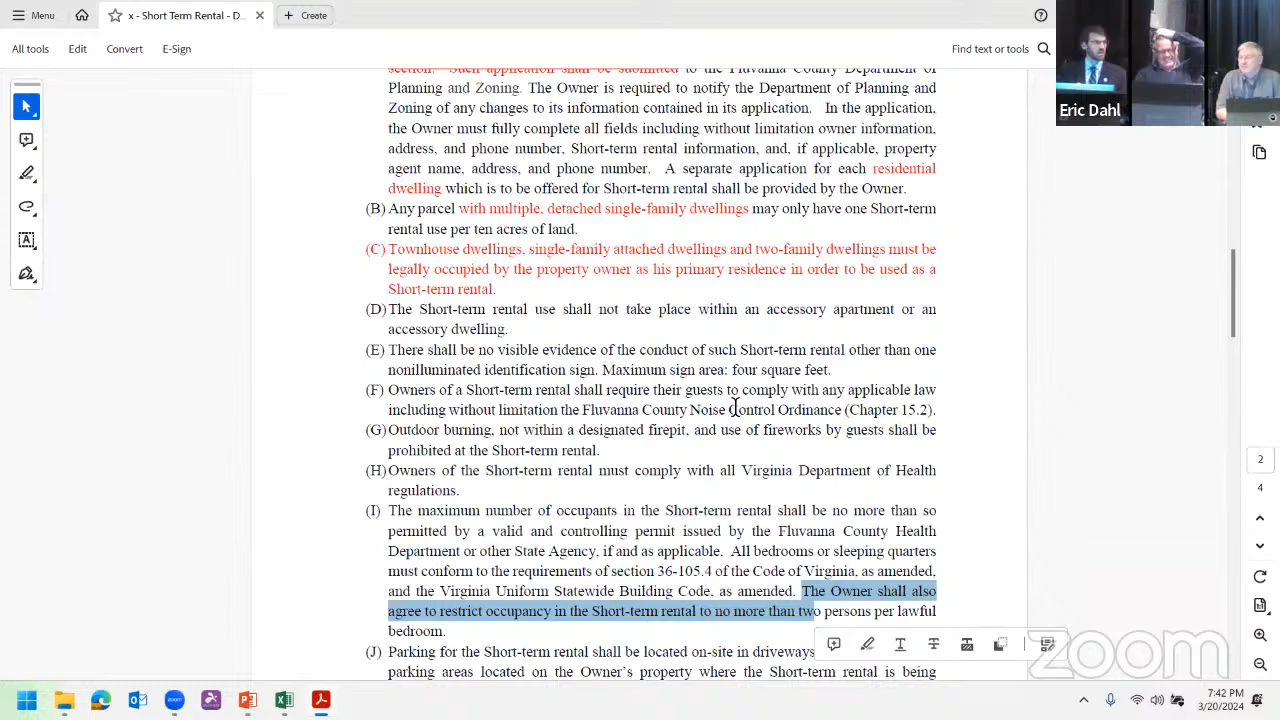 Menu
x - Short Term Rental - D...
Create
All tools
Edit
Convert
E-Sign
Find text or tools
Eric Dahl
section. Such application shall be submitted to the Fluvanna County Department of
Planning and Zoning. The Owner is required to notify the Department of Planning and
Zoning of any changes to its information contained in its application. In the application,
the Owner must fully complete all fields including without limitation owner information,
address, and phone number, Short-term rental information, and, if applicable, property
agent name, address, and phone number. A separate application for each residential
dwelling which is to be offered for Short-term rental shall be provided by the Owner.
(B) Any parcel with multiple, detached single-family dwellings may only have one Short-term
rental use per ten acres of land.
(C) Townhouse dwellings, single-family attached dwellings and two-family dwellings must be
legally occupied by the property owner as his primary residence in order to be used as a
Short-term rental.
(D) The Short-term rental use shall not take place within an accessory apartment or an
accessory dwelling.
(E) There shall be no visible evidence of the conduct of such Short-term rental other than one
nonilluminated identification sign. Maximum sign area: four square feet.
(F) Owners of a Short-term rental shall require their guests to comply with any applicable law
including without limitation the Fluvanna County Noise Control Ordinance (Chapter 15.2).
(G) Outdoor burning, not within a designated firepit, and use of fireworks by guests shall be
prohibited at the Short-term rental.
(H) Owners of the Short-term rental must comply with all Virginia Department of Health
regulations.
(I) The maximum number of occupants in the Short-term rental shall be no more than so
permitted by a valid and controlling permit issued by the Fluvanna County Health
Department or other State Agency, if and as applicable. All bedrooms or sleeping quarters
must conform to the requirements of section 36-105.4 of the Code of Virginia, as amended,
and the Virginia Uniform Statewide Building Code, as amended. The Owner shall also
agree to restrict occupancy in the Short-term rental to no more than two persons per lawful
bedroom.
(J) Parking for the Short-term rental shall be located on-site in driveways
parking areas located on the Owner's property where the Short-term rental is being
2
4
zoom
7:42 PM
3/20/2024